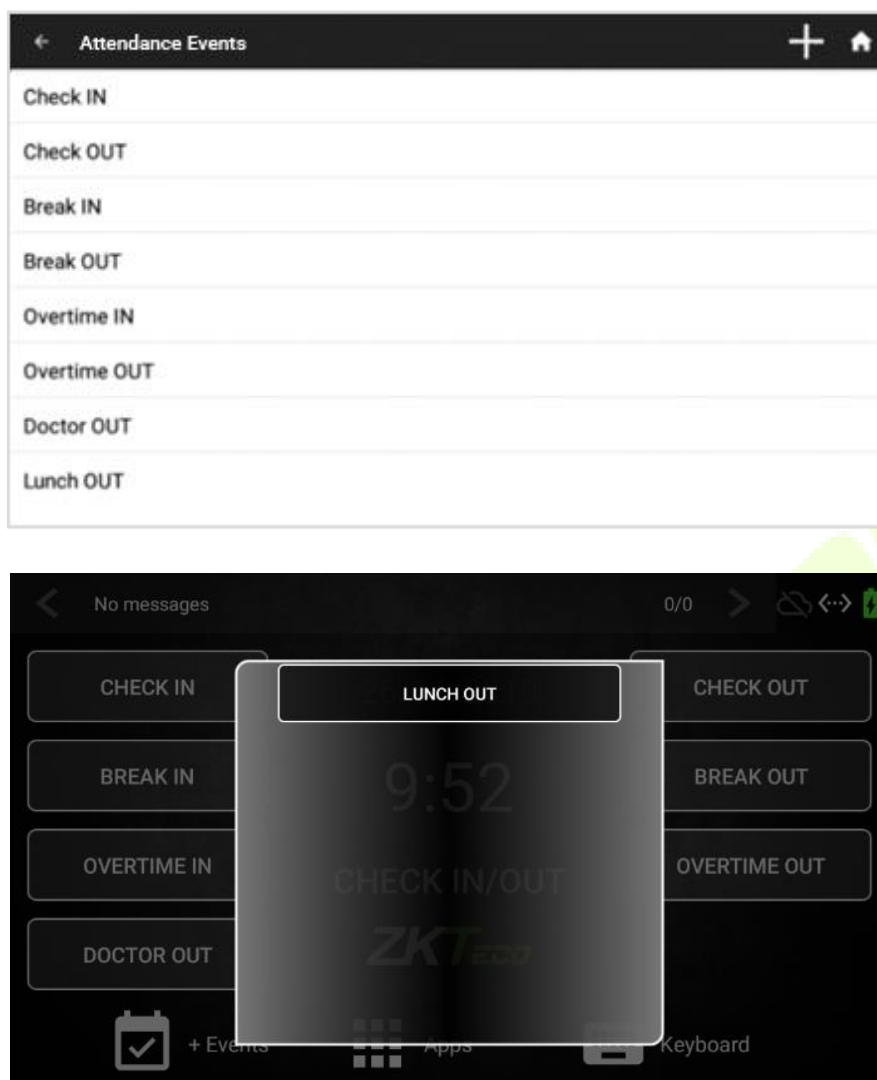 Attendance Events
Check IN
Check OUT
Break IN
Break OUT
Overtime IN
Overtime OUT
Doctor OUT
Lunch OUT
No messages 0/0
CHECK IN LUNCH OUT CHECK OUT
BREAK IN 9:52 BREAK OUT
OVERTIME IN CHECK IN/OUT OVERTIME OUT
DOCTOR OUT ZKTeco
+ Events Apps Keyboard